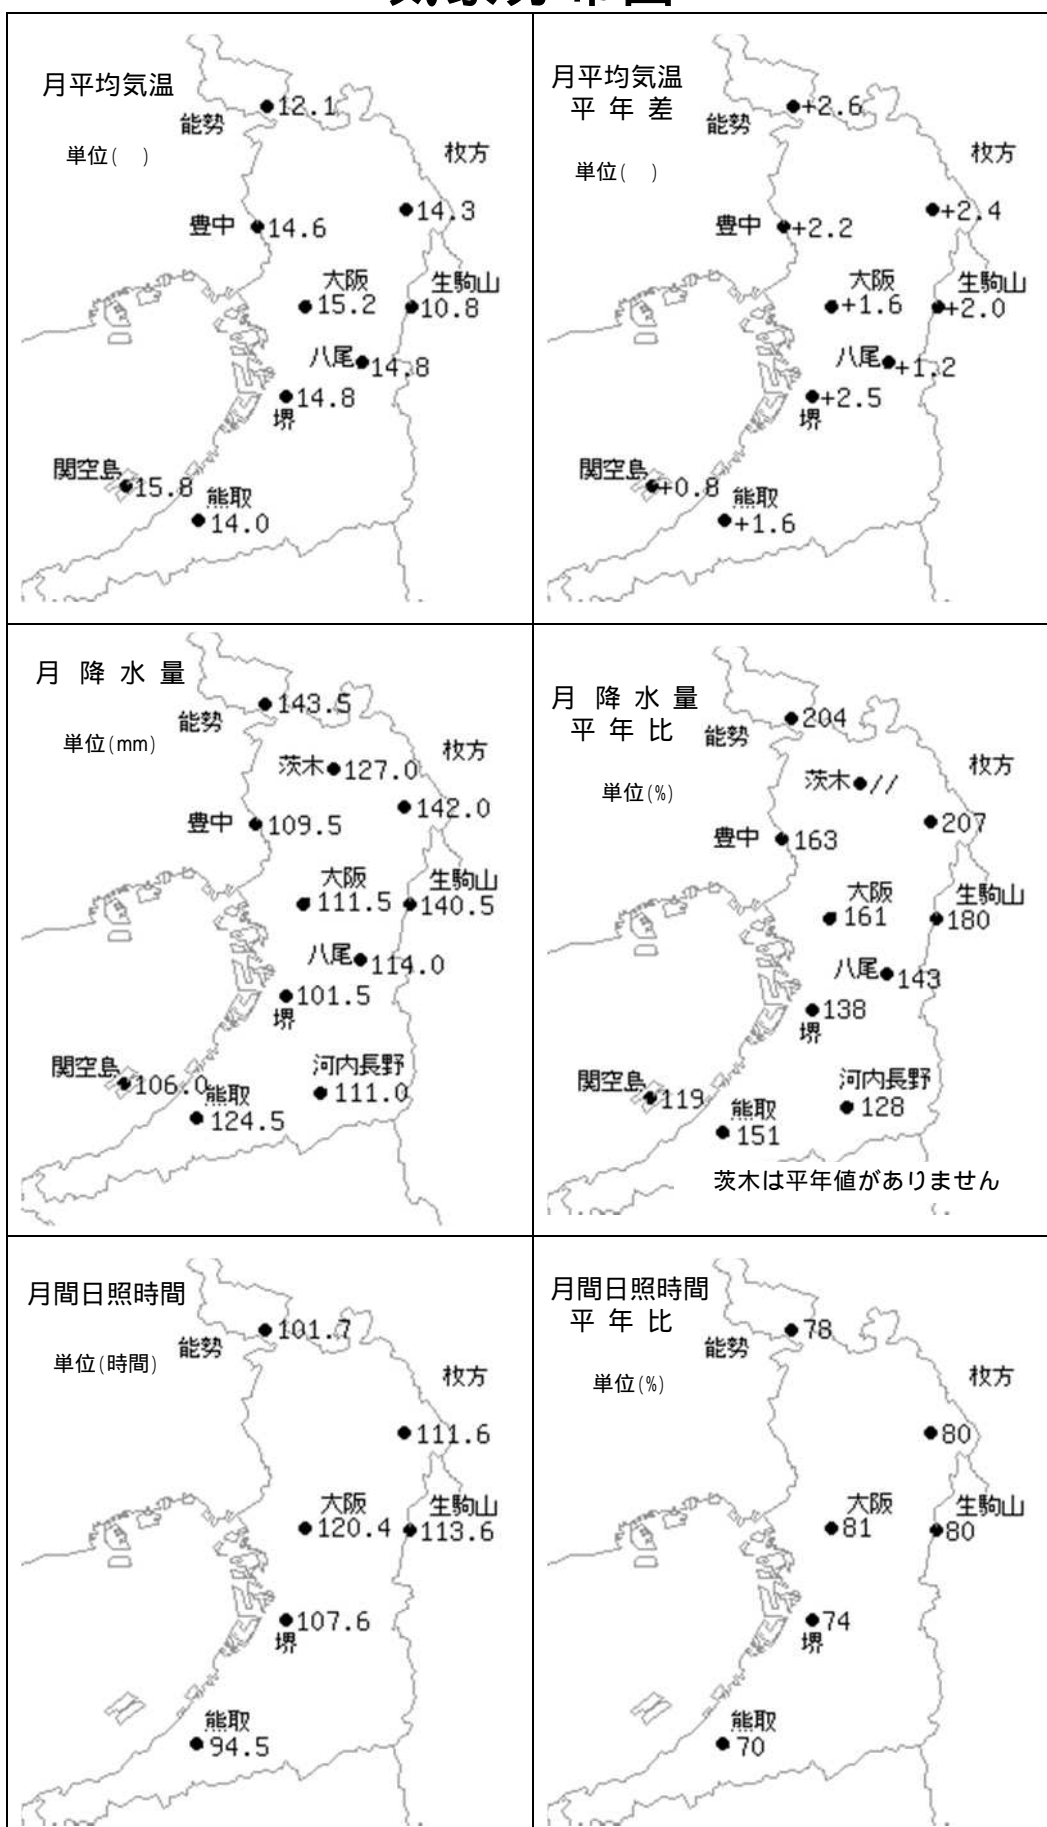 月平均気温
単位( )
12.1
能勢
枚方
14.3
豊中
14.6
大阪
15.2
生駒山
10.8
八尾
14.8
14.8
堺
関空島
15.8
熊取
14.0
月平均気温
平 年 差
単位( )
+2.6
能勢
枚方
+2.4
豊中
+2.2
大阪
+1.6
生駒山
+2.0
八尾
+1.2
+2.5
堺
関空島
+0.8
熊取
+1.6
月 降 水 量
単位(mm)
143.5
能勢
枚方
茨木
127.0
142.0
豊中
109.5
大阪
111.5
生駒山
140.5
八尾
114.0
101.5
堺
関空島
106.0
熊取
124.5
河内長野
111.0
月 降 水 量
平 年 比
単位(%)
204
能勢
枚方
茨木
//
207
豊中
163
大阪
161
生駒山
180
八尾
143
138
堺
関空島
119
熊取
151
河内長野
128
茨木は平年値がありません
月間日照時間
単位(時間)
101.7
能勢
枚方
111.6
大阪
120.4
生駒山
113.6
107.6
堺
熊取
94.5
月間日照時間
平 年 比
単位(%)
78
能勢
枚方
80
大阪
81
生駒山
80
74
堺
熊取
70